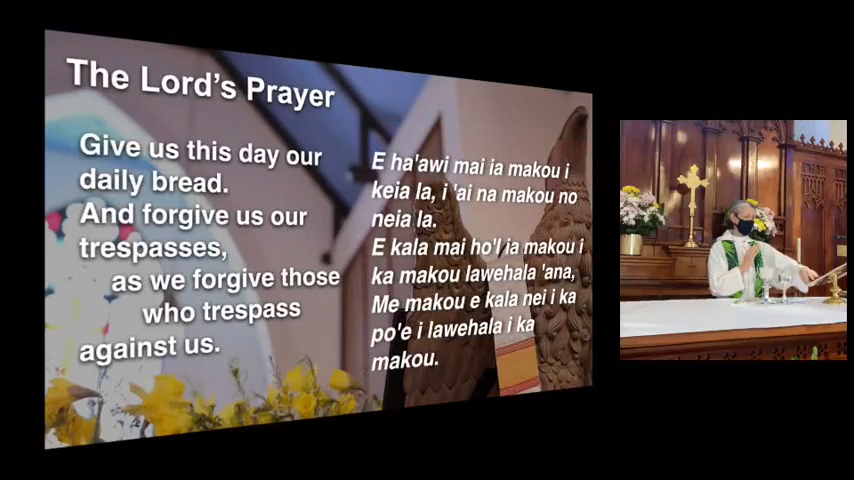 The Lord's Prayer
Give us this day our
daily bread.
And forgive us our
trespasses,
as we forgive those
who trespass
against us.
E ha'awi mai ia makou i
keia la, i 'ai na makou no
neia la.
E kala mai ho'I ia makou i
ka makou lawehala 'ana,
Me makou e kala nei i ka
po'e i lawehala i ka
makou.